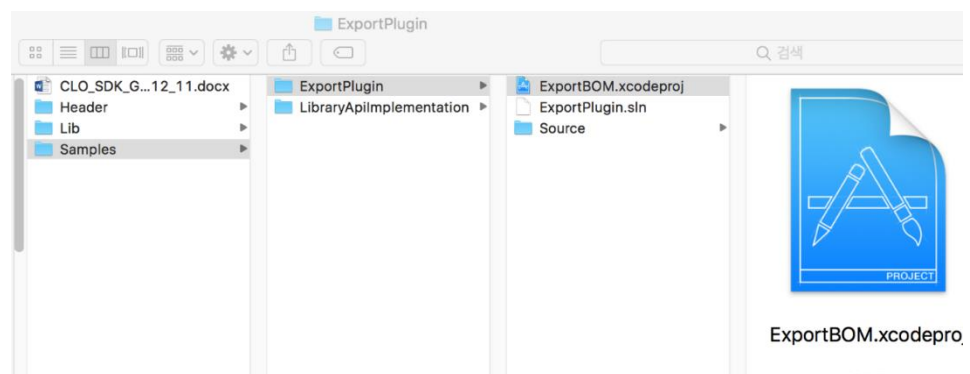 ExportPlugin
검색
CLO_SDK_G...12_11.docx
Header
Lib
Samples
ExportPlugin
LibraryApiImplementation
ExportBOM.xcodeproj
ExportPlugin.sln
Source
PROJECT
ExportBOM.xcodeproj